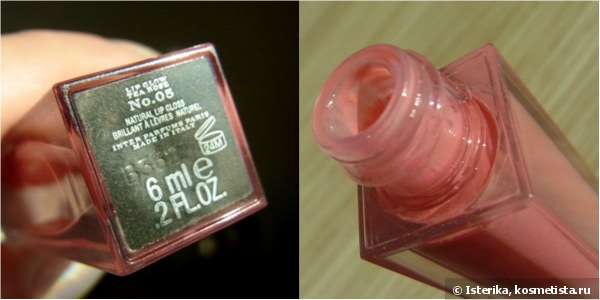 LIP GLOW
TEA ROSE
No.05
NATURAL LIP GLOSS
BRILLANT À LÈVRES NATUREL
INTER PARFUMS PARIS
MADE IN ITALY
24M
6 ml e
.2 FL.OZ.
© Isterika, kosmetista.ru